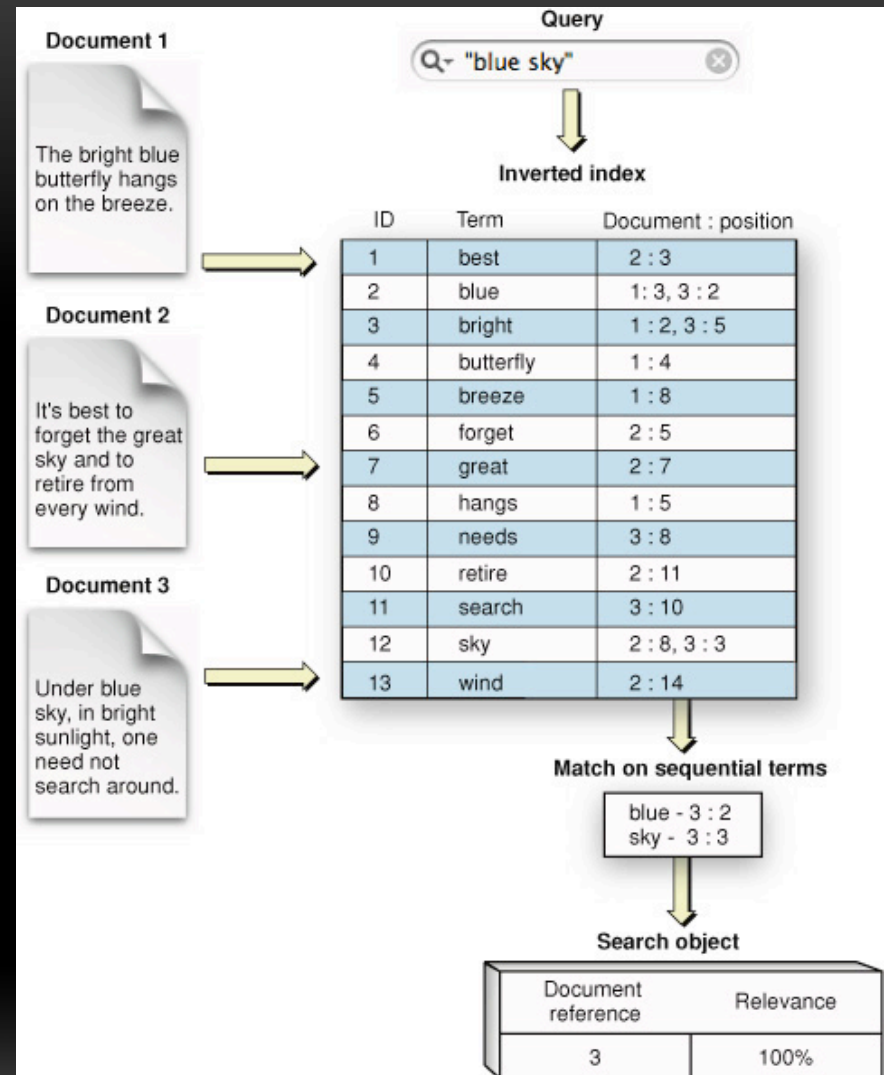 Document 1
The bright blue
butterfly hangs
on the breeze.
Document 2
It's best to
forget the great
sky and to
retire from
every wind.
Document 3
Under blue
sky, in bright
sunlight, one
need not
search around.
Query
"blue sky"
Inverted index
ID Term Document : position
1 best 2 : 3
2 blue 1: 3, 3 : 2
3 bright 1 : 2, 3 : 5
4 butterfly 1 : 4
5 breeze 1 : 8
6 forget 2 : 5
7 great 2 : 7
8 hangs 1 : 5
9 needs 3 : 8
10 retire 2 : 11
11 search 3 : 10
12 sky 2 : 8, 3 : 3
13 wind 2 : 14
Match on sequential terms
blue - 3 : 2
sky - 3 : 3
Search object
Document
reference Relevance
3 100%